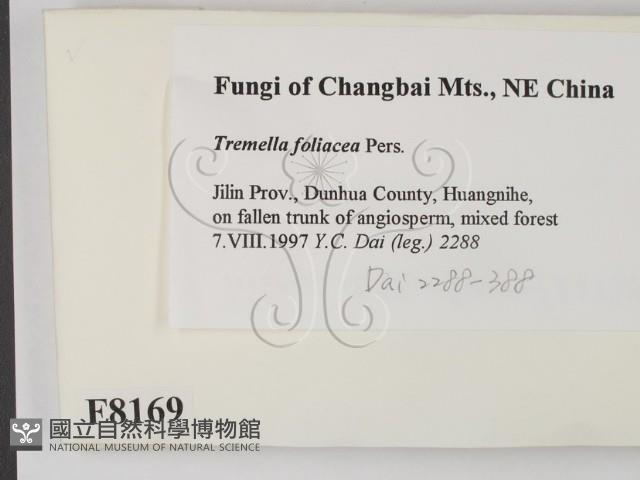 Fungi of Changbai Mts., NE China
Tremella foliacea Pers.
Jilin Prov., Dunhua County, Huangnihe,
on fallen trunk of angiosperm, mixed forest
7.VIII.1997 Y.C. Dai (leg.) 2288
Dai 2288-388
F8169
國立自然科學博物館
NATIONAL MUSEUM OF NATURAL SCIENCE